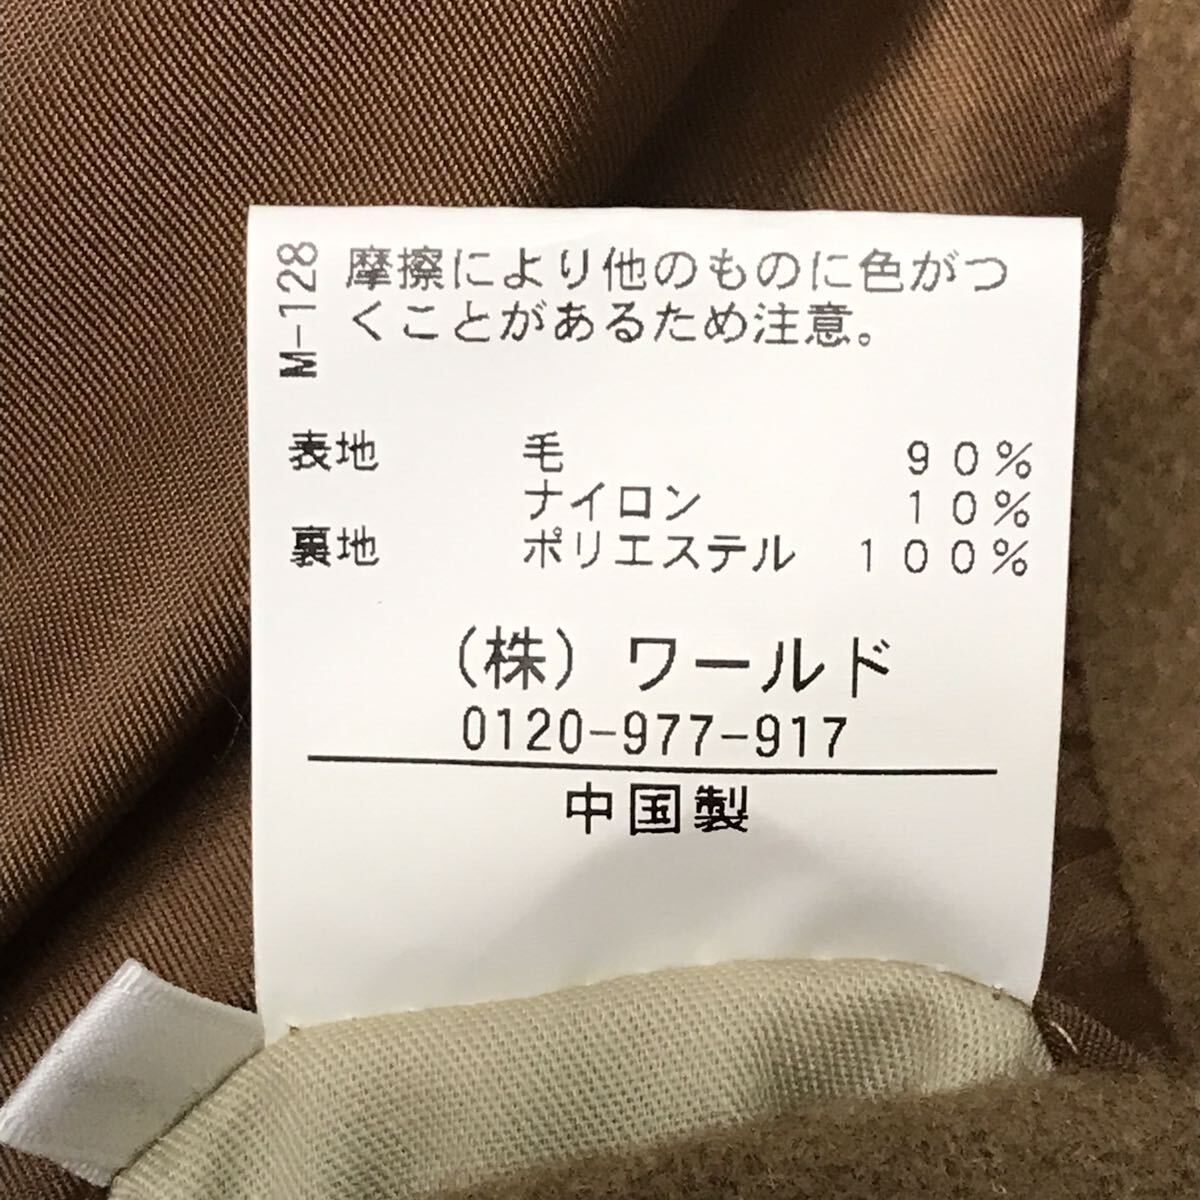 M-128
摩擦により他のものに色がつ
くことがあるため注意。
表地 毛 90%
ナイロン 10%
裏地 ポリエステル 100%
(株) ワールド
0120-977-917
中国製